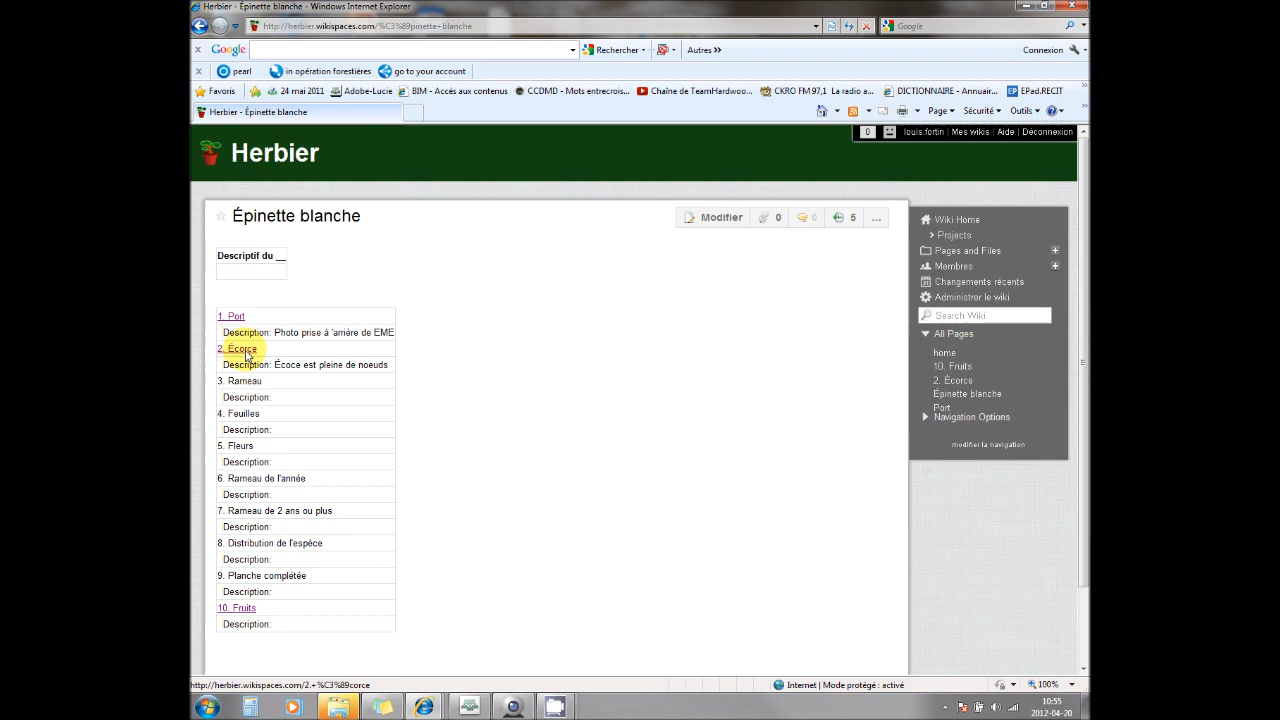 Herbier - Épinette blanche - Windows Internet Explorer
http://herbier.wikispaces.com/%C3%89pinette+blanche
Google
Google
Rechercher
Autres »
Connexion
pearl
in opération forestières
go to your account
Favoris
24 mai 2011
Adobe-Lucie
BIM - Accès aux contenus
CCDMD - Mots entrecrois...
Chaîne de TeamHardwoo...
CKRO FM 97,1 La radio a...
DICTIONNAIRE - Annuair...
EPad.RECIT
Herbier - Épinette blanche
Page
Sécurité
Outils
0
louis.fortin | Mes wikis | Aide | Déconnexion
Herbier
Épinette blanche
Modifier
0
0
5
...
Descriptif du __
1. Port
Description: Photo prise à 'arrière de EME
2. Écorce
Description: Écoce est pleine de noeuds
3. Rameau
Description:
4. Feuilles
Description:
5. Fleurs
Description:
6. Rameau de l'année
Description:
7. Rameau de 2 ans ou plus
Description:
8. Distribution de l'espèce
Description:
9. Planche complétée
Description:
10. Fruits
Description:
Wiki Home
Projects
Pages and Files
Membres
Changements récents
Administrer le wiki
Search Wiki
All Pages
home
10. Fruits
2. Écorce
Épinette blanche
Port
Navigation Options
modifier la navigation
http://herbier.wikispaces.com/2.+%C3%89corce
Internet | Mode protégé : activé
100%
10:55
2012-04-20